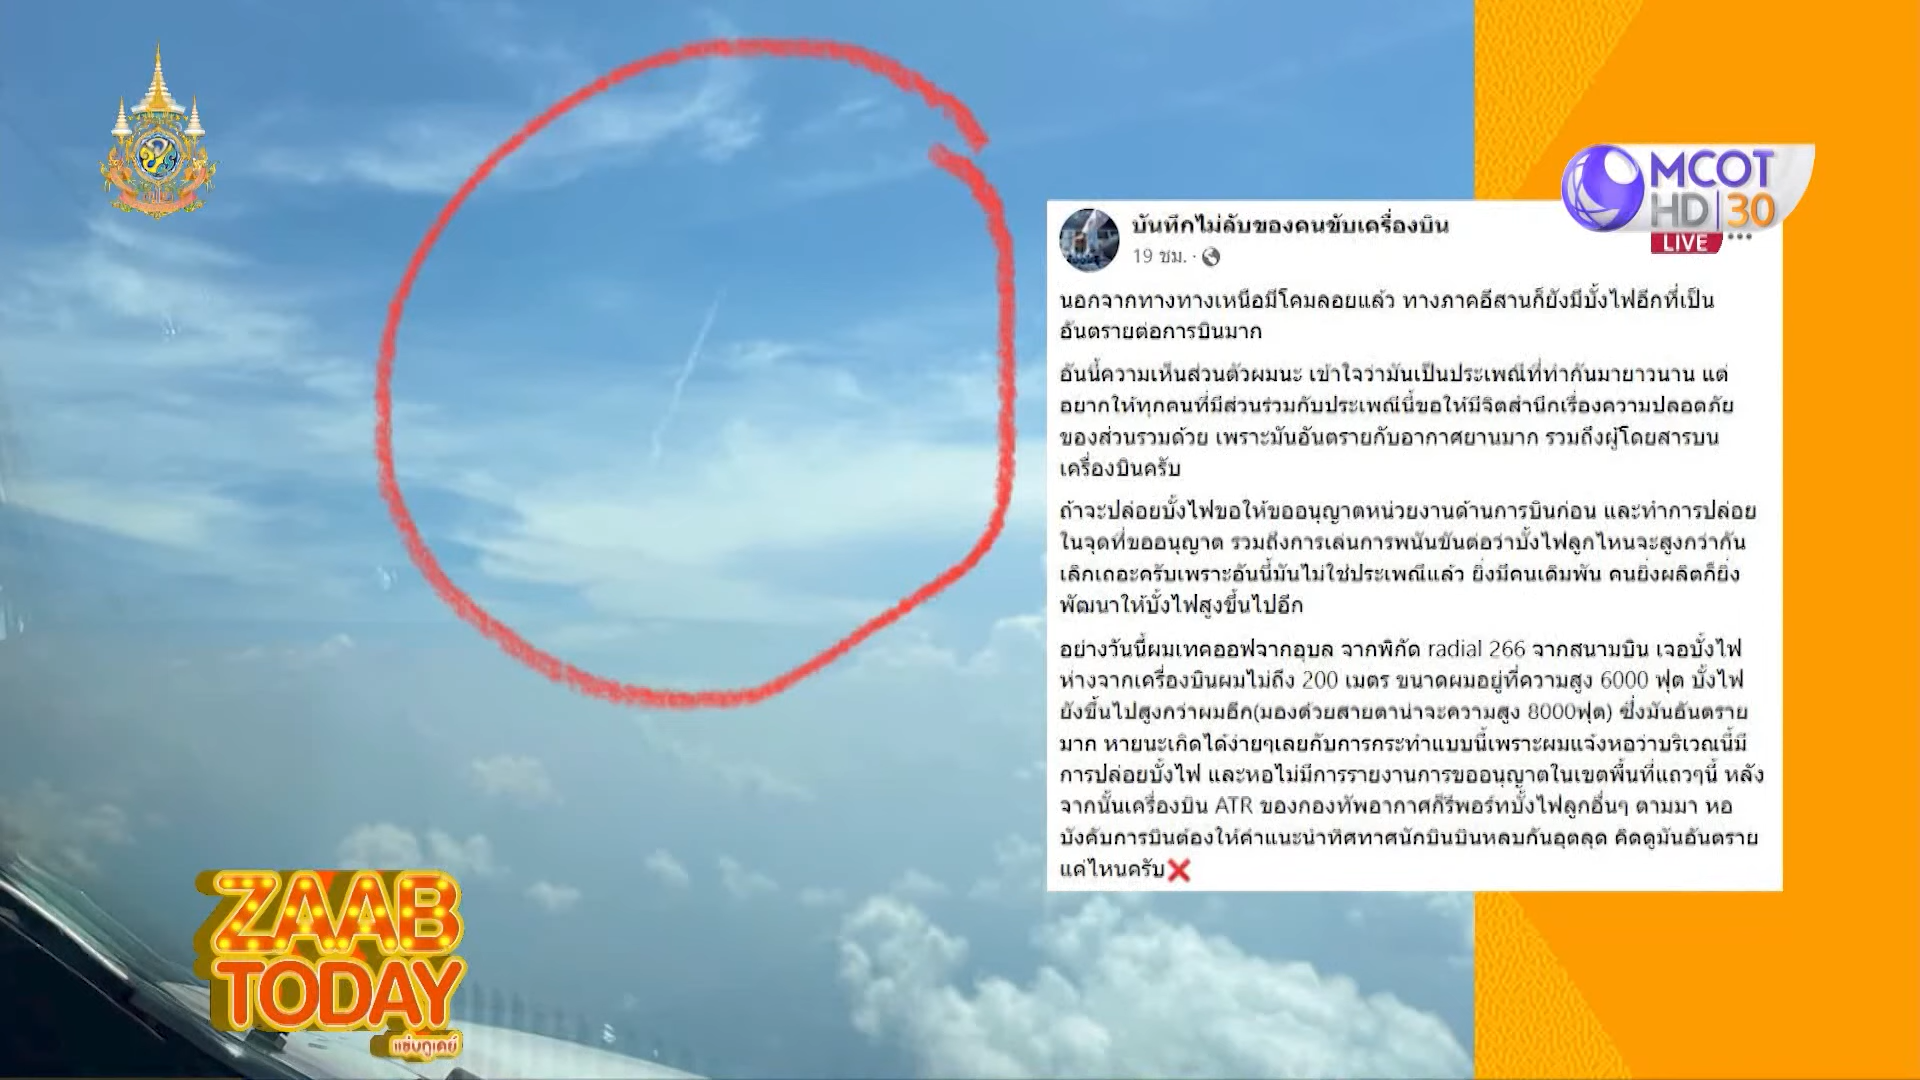 MCOT
HD 30
LIVE
บันทึกไม่ลับของคนขับเครื่องบิน
19 ชม.
นอกจากทางทางเหนือมีโคมลอยแล้ว ทางภาคอีสานก็ยังมีบั้งไฟอีกที่เป็น
อันตรายต่อการบินมาก
อันนี้ความเห็นส่วนตัวผมนะ เข้าใจว่ามันเป็นประเพณีที่ทำกันมายาวนาน แต่
อยากให้ทุกคนที่มีส่วนร่วมกับประเพณีนี้ขอให้มีจิตสำนึกเรื่องความปลอดภัย
ของส่วนรวมด้วย เพราะมันอันตรายกับอากาศยานมาก รวมถึงผู้โดยสารบน
เครื่องบินครับ
ถ้าจะปล่อยบั้งไฟขอให้ขออนุญาตหน่วยงานด้านการบินก่อน และทำการปล่อย
ในจุดที่ขออนุญาต รวมถึงการเล่นการพนันขันต่อว่าบั้งไฟลูกไหนจะสูงกว่ากัน
เลิกเถอะครับเพราะอันนี้มันไม่ใช่ประเพณีแล้ว ยิ่งมีคนเดิมพัน คนยิ่งผลิตก็ยิ่ง
พัฒนาให้บั้งไฟสูงขึ้นไปอีก
อย่างวันนี้ผมเทคออฟจากอุบล จากพิกัด radial 266 จากสนามบิน เจอบั้งไฟ
ห่างจากเครื่องบินผมไม่ถึง 200 เมตร ขนาดผมอยู่ที่ความสูง 6000 ฟุต บั้งไฟ
ยังขึ้นไปสูงกว่าผมอีก(มองด้วยสายตาน่าจะความสูง 8000ฟุต) ซึ่งมันอันตราย
มาก หายนะเกิดได้ง่ายๆเลยกับการกระทำแบบนี้เพราะผมแจ้งหอว่าบริเวณนี้มี
การปล่อยบั้งไฟ และหอไม่มีการรายงานการขออนุญาตในเขตพื้นที่แถวๆนี้ หลัง
จากนั้นเครื่องบิน ATR ของกองทัพอากาศก็รีพอร์ทบั้งไฟลูกอื่นๆ ตามมา หอ
บังคับการบินต้องให้คำแนะนำทิศทาศนักบินบินหลบกันอุตลุด คิดดูมันอันตราย
แค่ไหนครับ❌
ZAAB
TODAY
แซ่บทูเดย์